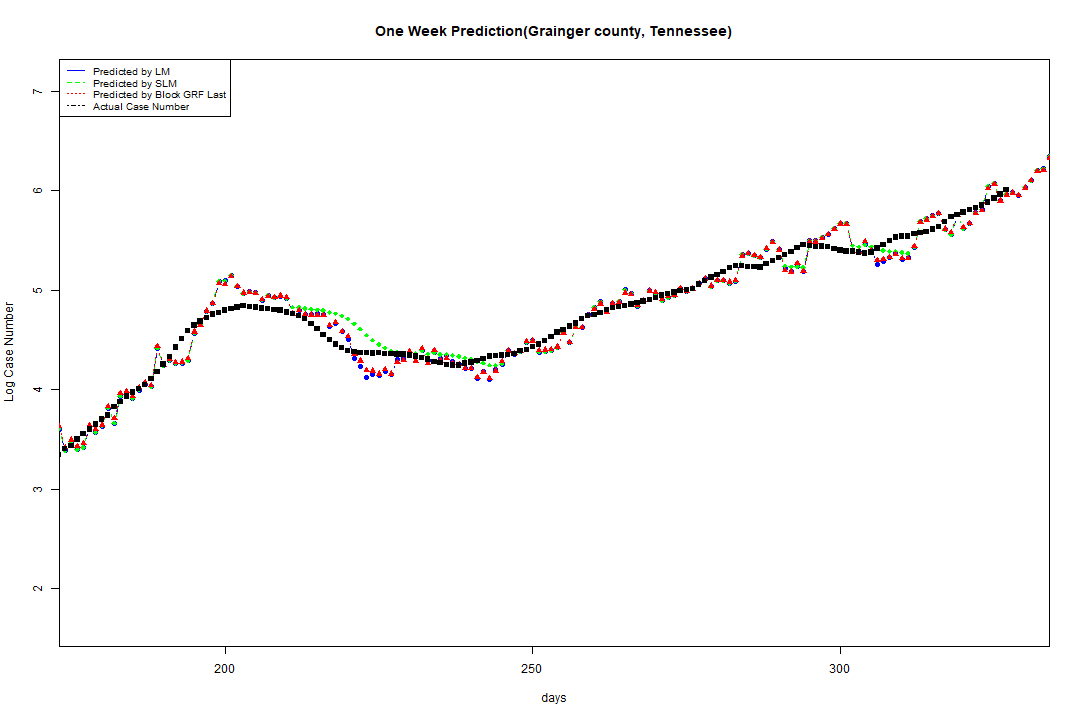 One Week Prediction(Grainger county, Tennessee)
Predicted by LM
Predicted by SLM
Predicted by Block GRF Last
Actual Case Number
7
6
5
4
3
2
Log Case Number
200 250 300
days